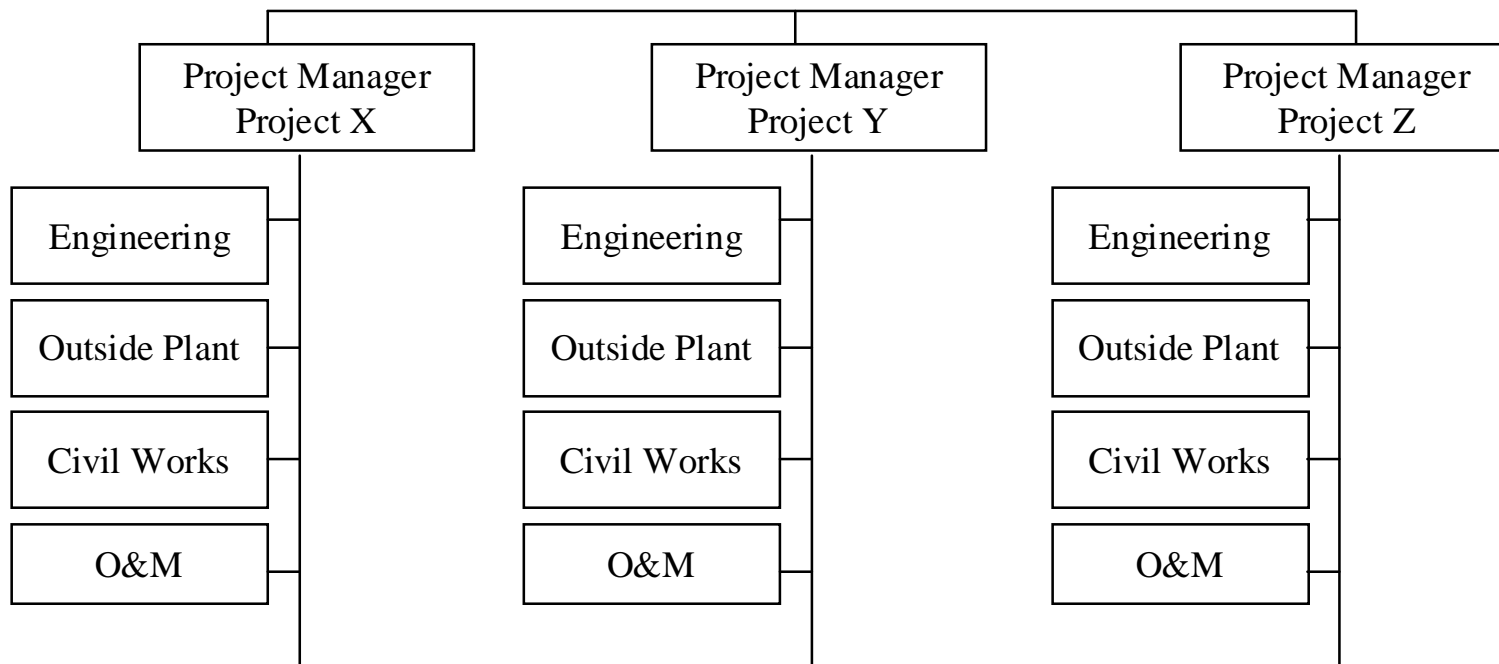 Project Manager
Project X
Project Manager
Project Y
Project Manager
Project Z
Engineering
Outside Plant
Civil Works
O&M
Engineering
Outside Plant
Civil Works
O&M
Engineering
Outside Plant
Civil Works
O&M